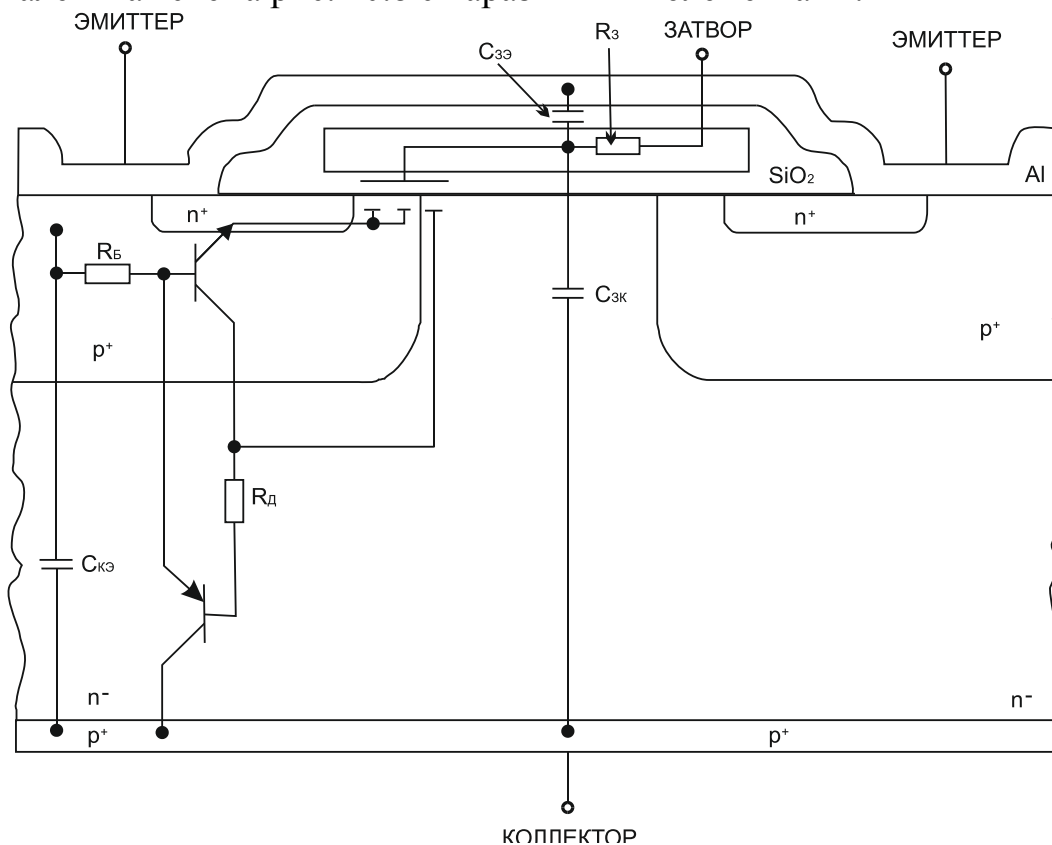 ЭМИТТЕР
Rз
ЗАТВОР
ЭМИТТЕР
Cзэ
SiO₂
Al
n⁺
n⁺
RБ
Cзк
p⁺
p⁺
RД
Cкэ
n⁻
n⁻
p⁺
p⁺
КОЛЛЕКТОР